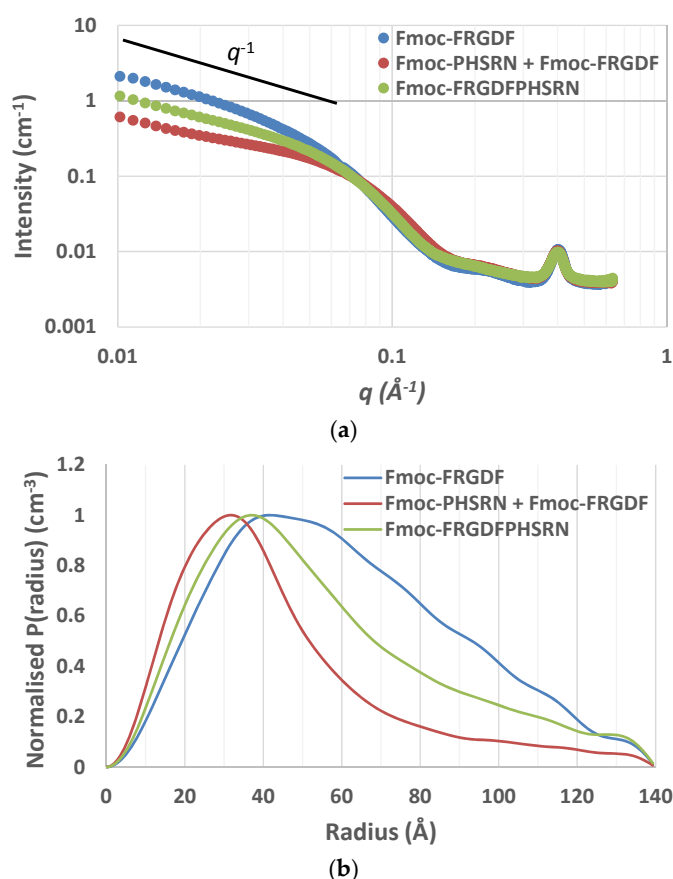 10
1
0.1
0.01
0.001
Intensity (cm⁻¹)
q⁻¹
Fmoc-FRGDF
Fmoc-PHSRN + Fmoc-FRGDF
Fmoc-FRGDFPHSRN
0.01 0.1 1
q (Å⁻¹)
(a)
1.2
1
0.8
0.6
0.4
0.2
0
Normalised P(radius) (cm⁻³)
Fmoc-FRGDF
Fmoc-PHSRN + Fmoc-FRGDF
Fmoc-FRGDFPHSRN
0 20 40 60 80 100 120 140
Radius (Å)
(b)